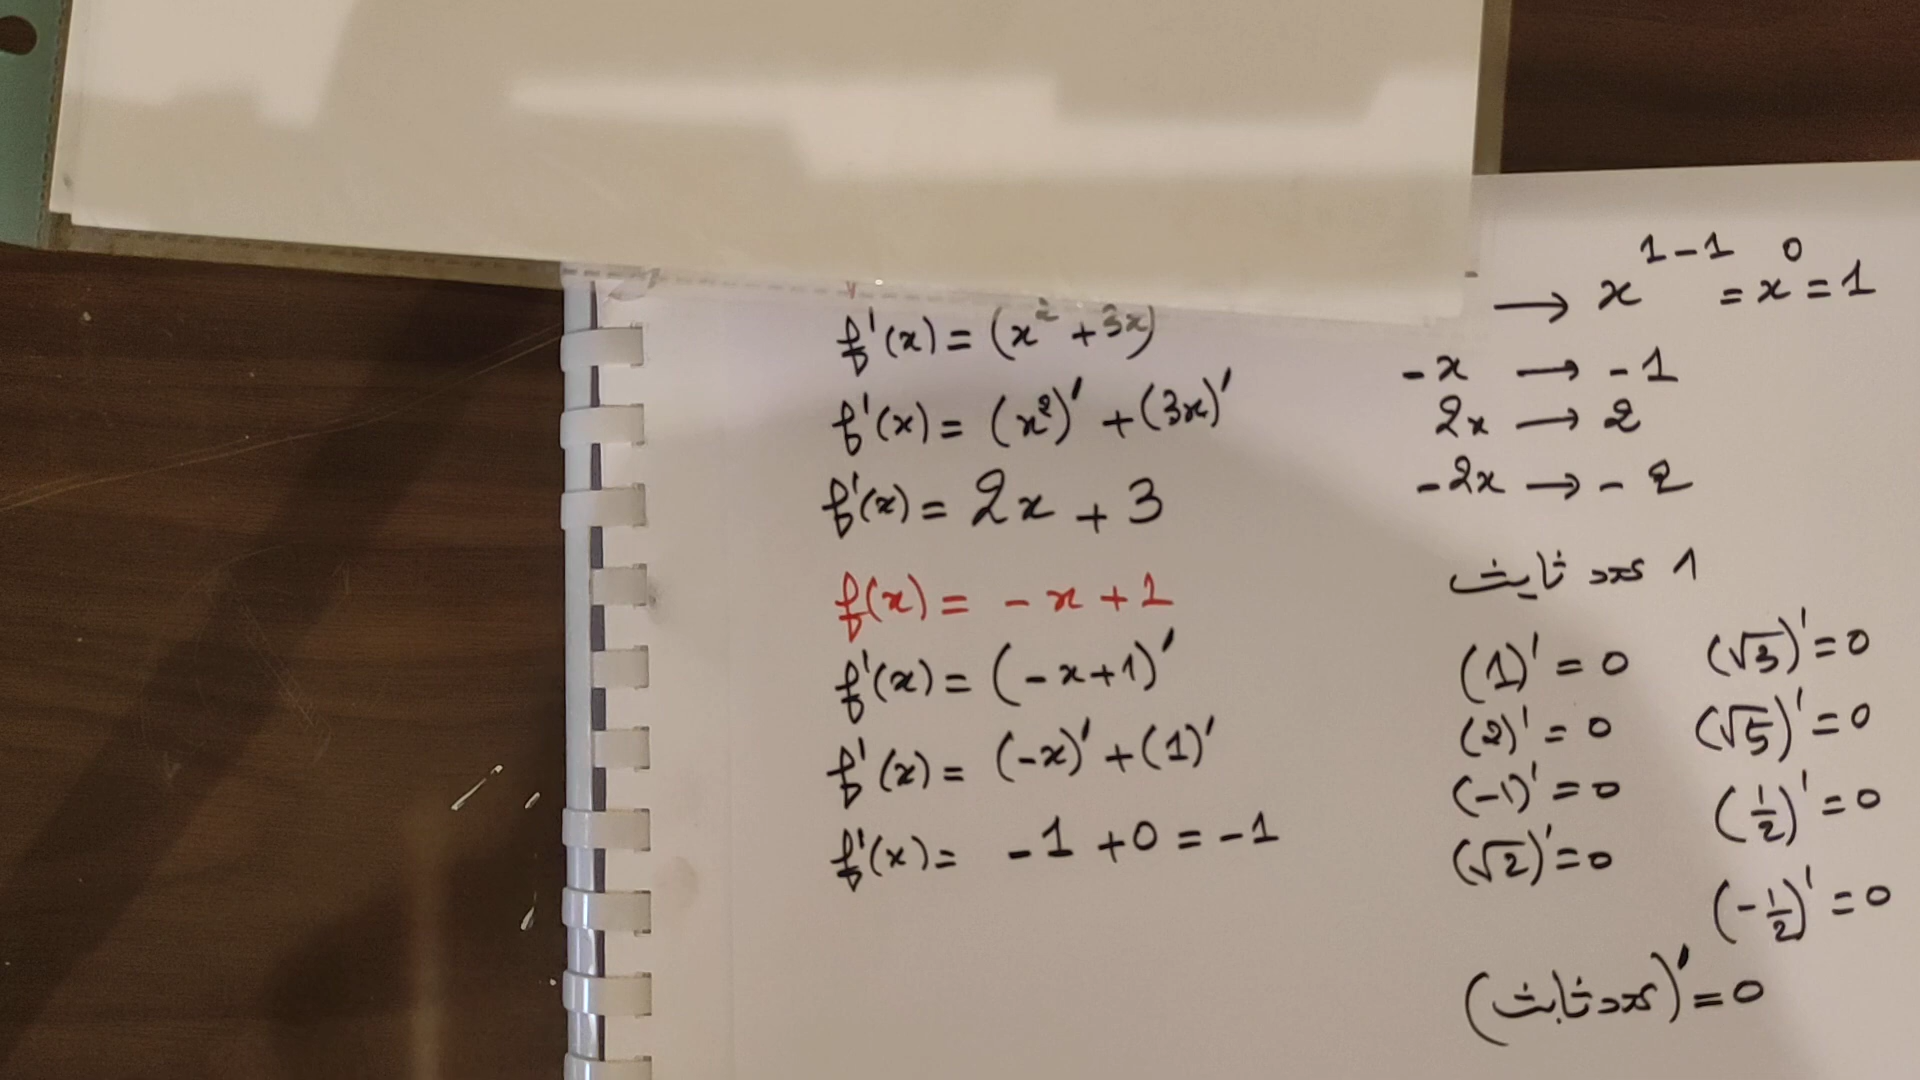 f'(x) = (x² + 3x)
f'(x) = (x²)' + (3x)'
f'(x) = 2x + 3
f(x) = - x + 1
f'(x) = (- x + 1)'
f'(x) = (-x)' + (1)'
f'(x) = - 1 + 0 = - 1
→ x¹⁻¹ = x⁰ = 1
- x → - 1
2x → 2
- 2x → - 2
1 عدد ثابت
(1)' = 0 (√3)' = 0
(2)' = 0 (√5)' = 0
(-1)' = 0 (1/2)' = 0
(√2)' = 0 (- 1/2)' = 0
(عدد ثابت)' = 0